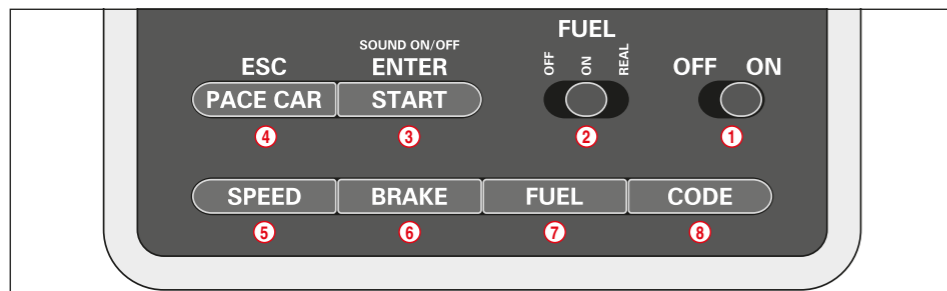 FUEL
SOUND ON/OFF
ESC ENTER OFF ON REAL OFF ON
PACE CAR START
4 3 2 1
SPEED BRAKE FUEL CODE
5 6 7 8